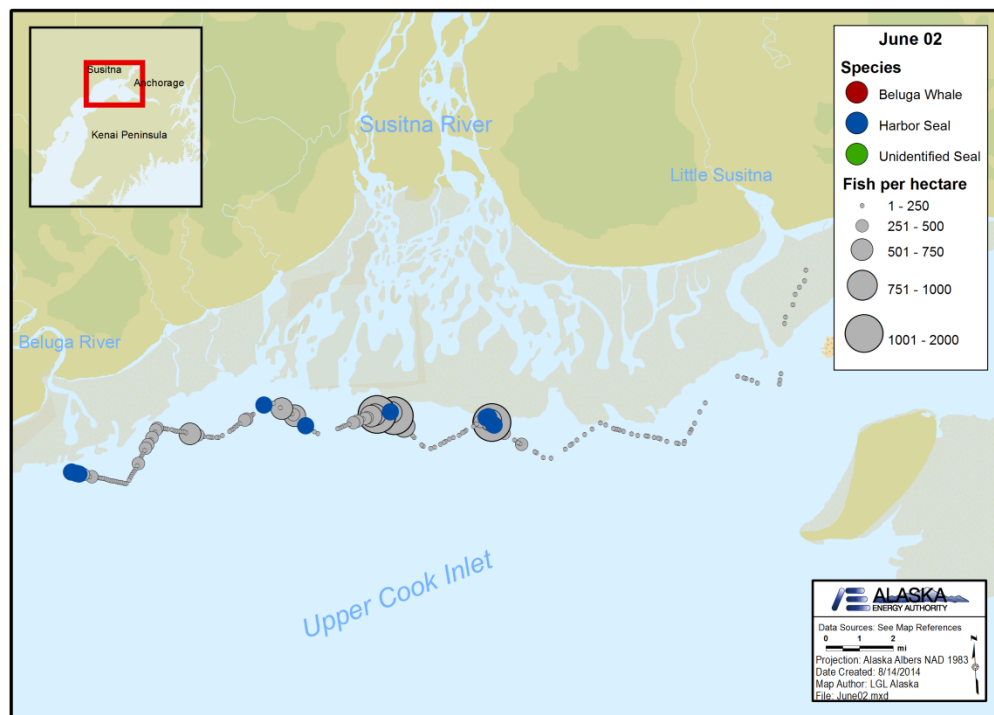 Susitna
Anchorage
Kenai Peninsula
Susitna River
Little Susitna
Beluga River
Upper Cook Inlet
June 02
Species
Beluga Whale
Harbor Seal
Unidentified Seal
Fish per hectare
1 - 250
251 - 500
501 - 750
751 - 1000
1001 - 2000
ALASKA
ENERGY AUTHORITY
Data Sources: See Map References
0 1 2
mi
N
Projection: Alaska Albers NAD 1983
Date Created: 8/14/2014
Map Author: LGL Alaska
File: June02.mxd